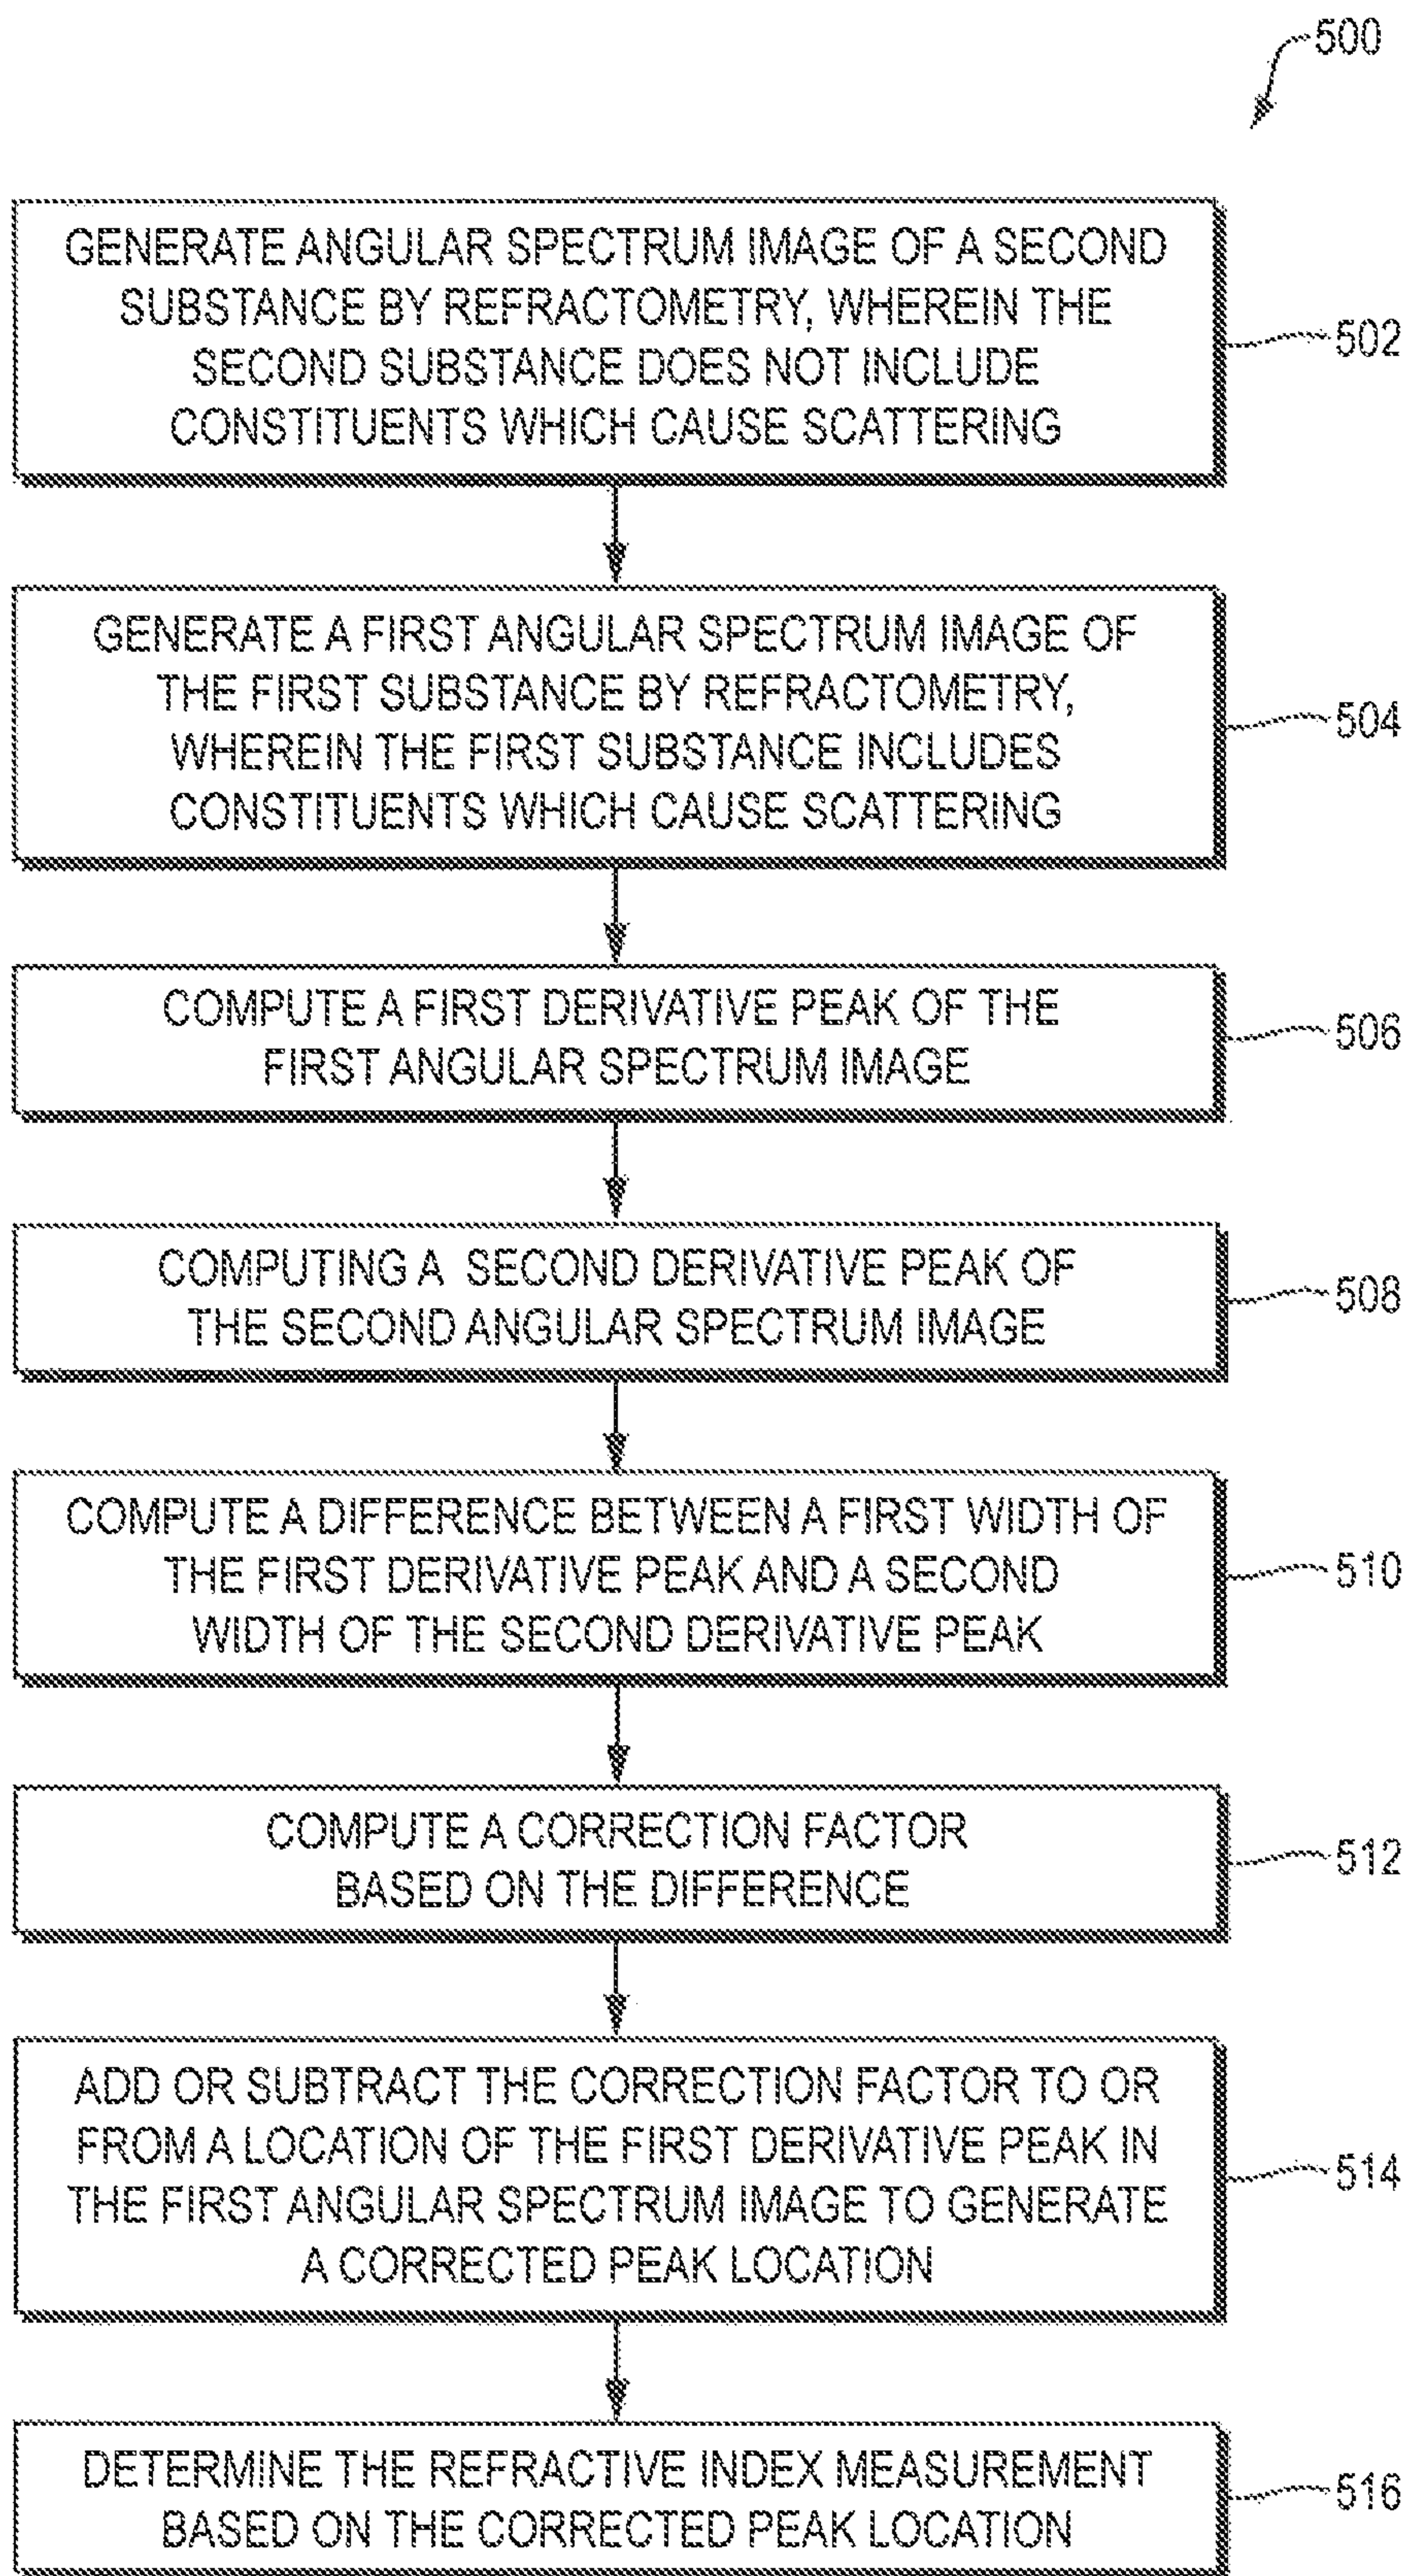 500
GENERATE ANGULAR SPECTRUM IMAGE OF A SECOND
SUBSTANCE BY REFRACTOMETRY, WHEREIN THE
SECOND SUBSTANCE DOES NOT INCLUDE
CONSTITUENTS WHICH CAUSE SCATTERING
502
GENERATE A FIRST ANGULAR SPECTRUM IMAGE OF
THE FIRST SUBSTANCE BY REFRACTOMETRY,
WHEREIN THE FIRST SUBSTANCE INCLUDES
CONSTITUENTS WHICH CAUSE SCATTERING
504
COMPUTE A FIRST DERIVATIVE PEAK OF THE
FIRST ANGULAR SPECTRUM IMAGE
506
COMPUTING A SECOND DERIVATIVE PEAK OF
THE SECOND ANGULAR SPECTRUM IMAGE
508
COMPUTE A DIFFERENCE BETWEEN A FIRST WIDTH OF
THE FIRST DERIVATIVE PEAK AND A SECOND
WIDTH OF THE SECOND DERIVATIVE PEAK
510
COMPUTE A CORRECTION FACTOR
BASED ON THE DIFFERENCE
512
ADD OR SUBTRACT THE CORRECTION FACTOR TO OR
FROM A LOCATION OF THE FIRST DERIVATIVE PEAK IN
THE FIRST ANGULAR SPECTRUM IMAGE TO GENERATE
A CORRECTED PEAK LOCATION
514
DETERMINE THE REFRACTIVE INDEX MEASUREMENT
BASED ON THE CORRECTED PEAK LOCATION
516